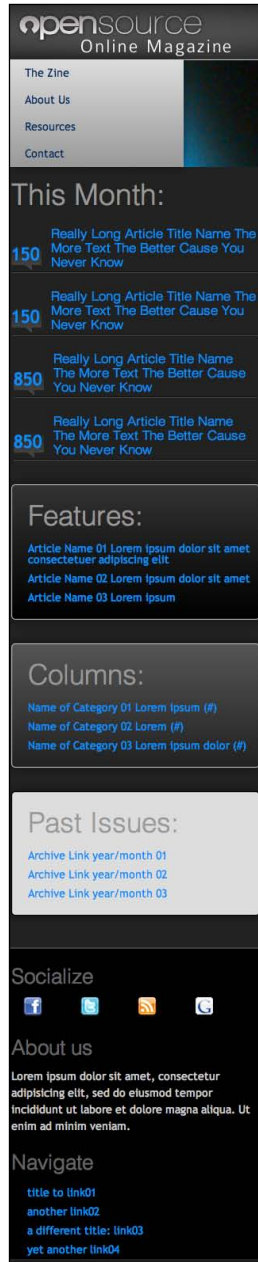 opensource
Online Magazine
The Zine
About Us
Resources
Contact
This Month:
150
Really Long Article Title Name The
More Text The Better Cause You
Never Know
150
Really Long Article Title Name The
More Text The Better Cause You
Never Know
850
Really Long Article Title Name
The More Text The Better Cause
You Never Know
850
Really Long Article Title Name
The More Text The Better Cause
You Never Know
Features:
Article Name 01 Lorem ipsum dolor sit amet
consectetuer adipiscing elit
Article Name 02 Lorem ipsum dolor sit amet
Article Name 03 Lorem ipsum
Columns:
Name of Category 01 Lorem ipsum (#)
Name of Category 02 Lorem (#)
Name of Category 03 Lorem ipsum dolor (#)
Past Issues:
Archive Link year/month 01
Archive Link year/month 02
Archive Link year/month 03
Socialize
f
t
G
About us
Lorem ipsum dolor sit amet, consectetur
adipisicing elit, sed do eiusmod tempor
incididunt ut labore et dolore magna aliqua. Ut
enim ad minim veniam.
Navigate
title to link01
another link02
a different title: link03
yet another link04